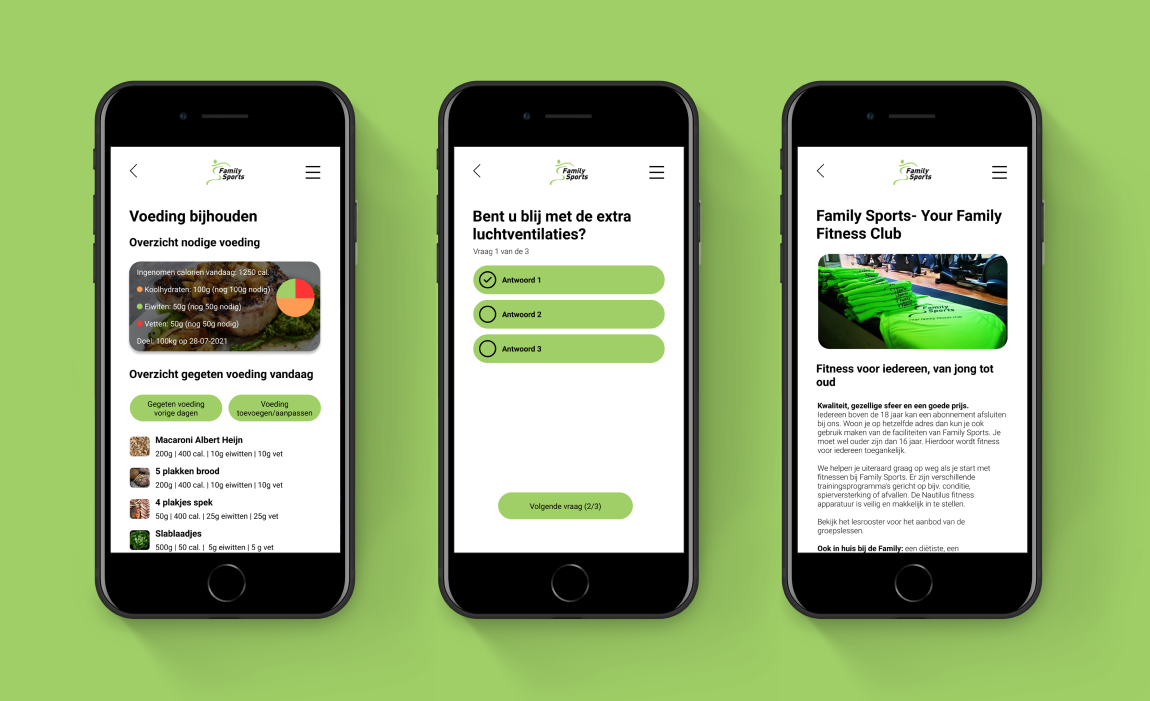 Family
Sports
Voeding bijhouden
Overzicht nodige voeding
Ingenomen calorien vandaag: 1250 cal.
Koolhydraten: 100g (nog 100g nodig)
Eiwiten: 50g (nog 50g nodig)
Vetten: 50g (nog 50g nodig)
Doel: 100kg op 28-07-2021
Overzicht gegeten voeding vandaag
Gegeten voeding
vorige dagen
Voeding
toevoegen/aanpassen
Macaroni Albert Heijn
200g | 400 cal. | 10g eiwitten | 10g vet
5 plakken brood
200g | 400 cal. | 10g eiwitten | 10g vet
4 plakjes spek
50g | 400 cal. | 25g eiwitten | 25g vet
Slablaadjes
500g | 50 cal. | 5g eiwitten | 5 g vet
Family
Sports
Bent u blij met de extra
luchtventilaties?
Vraag 1 van de 3
Antwoord 1
Antwoord 2
Antwoord 3
Volgende vraag (2/3)
Family
Sports
Family Sports- Your Family
Fitness Club
Family
Sports
Your Family Fitness club
Fitness voor iedereen, van jong tot
oud
Kwaliteit, gezellige sfeer en een goede prijs.
Iedereen boven de 18 jaar kan een abonnement afsluiten
bij ons. Woon je op hetzelfde adres dan kun je ook
gebruik maken van de faciliteiten van Family Sports. Je
moet wel ouder zijn dan 16 jaar. Hierdoor wordt fitness
voor iedereen toegankelijk.
We helpen je uiteraard graag op weg als je start met
fitnessen bij Family Sports. Er zijn verschillende
trainingsprogramma's gericht op bijv. conditie,
spierversterking of afvallen. De Nautilus fitness
apparatuur is veilig en makkelijk in te stellen.
Bekijk het lesrooster voor het aanbod van de
groepslessen.
Ook in huis bij de Family: een diëtiste, een